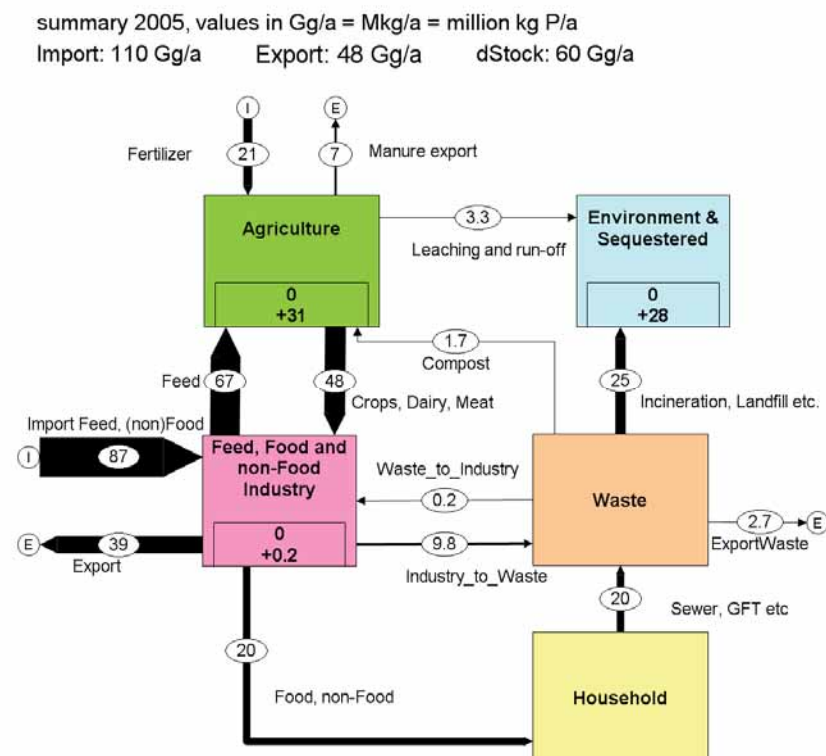 summary 2005, values in Gg/a = Mkg/a = million kg P/a
Import: 110 Gg/a Export: 48 Gg/a dStock: 60 Gg/a
I
E
Fertilizer
21
7
Manure export
Agriculture
0
+31
3.3
Leaching and run-off
Environment &
Sequestered
0
+28
Feed
67
48
Crops, Dairy, Meat
1.7
Compost
25
Incineration, Landfill etc.
Import Feed, (non)Food
I
87
Feed, Food and
non-Food
Industry
0
+0.2
Waste_to_Industry
0.2
Waste
2.7
E
ExportWaste
E
39
Export
9.8
Industry_to_Waste
20
Sewer, GFT etc
20
Food, non-Food
Household